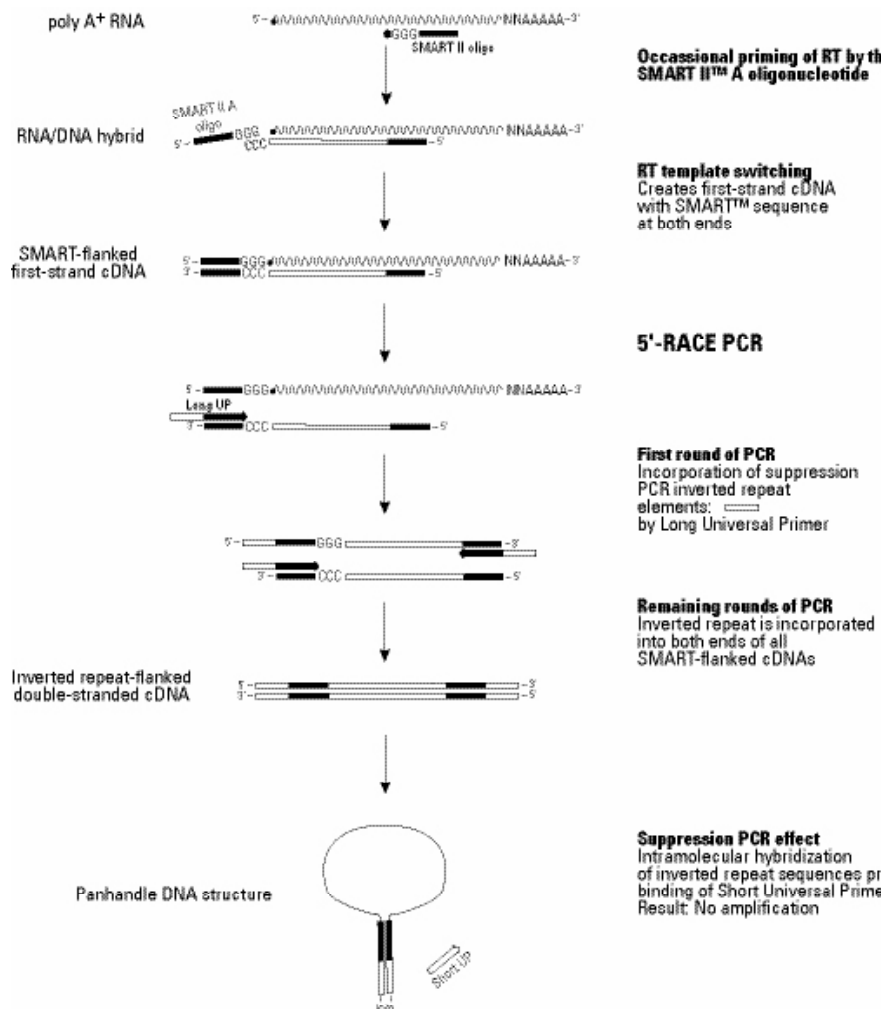 poly A+ RNA
5′-
NNAAAAA-3′
GGG
SMART II oligo
Occassional priming of RT by th
SMART II™ A oligonucleotide
SMART II A
oligo
RNA/DNA hybrid
5′-
GGG
NNAAAAA-3′
CCC
-5′
RT template switching
Creates first-strand cDNA
with SMART™ sequence
at both ends
SMART-flanked
first-strand cDNA
5′-
GGG
NNAAAAA-3′
3′-
CCC
-5′
5'-RACE PCR
5′-
GGG
NNAAAAA-3′
Long UP
3′-
CCC
-5′
First round of PCR
Incorporation of suppression
PCR inverted repeat
elements:
by Long Universal Primer
5′-
GGG
-3′
3′-
CCC
-5′
Remaining rounds of PCR
Inverted repeat is incorporated
into both ends of all
SMART-flanked cDNAs
Inverted repeat-flanked
double-stranded cDNA
5′-
-3′
3′-
-5′
Suppression PCR effect
Intramolecular hybridization
of inverted repeat sequences pr
binding of Short Universal Prime
Result: No amplification
Panhandle DNA structure
Short UP